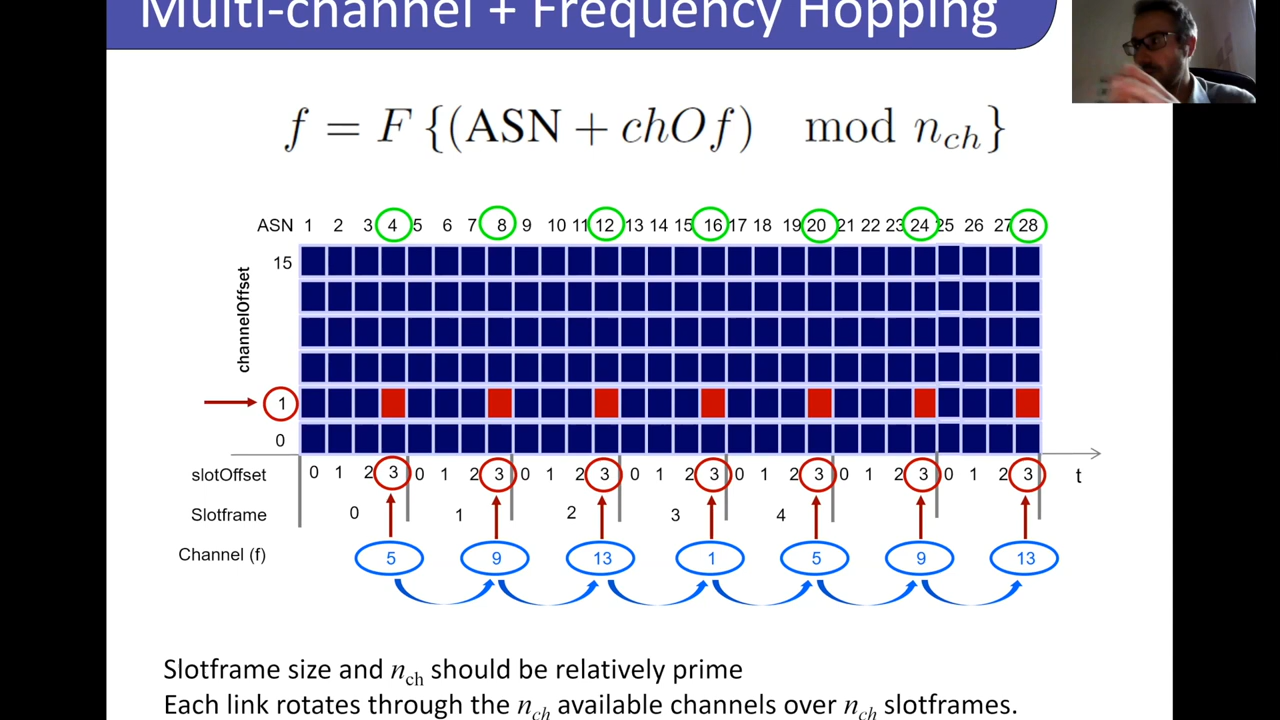 Multi-channel + Frequency Hopping
f = F {(ASN + chOf) mod n_ch}
ASN 1 2 3 4 5 6 7 8 9 10 11 12 13 14 15 16 17 18 19 20 21 22 23 24 25 26 27 28
15
channelOffset
1
0
slotOffset 0 1 2 3 0 1 2 3 0 1 2 3 0 1 2 3 0 1 2 3 0 1 2 3 0 1 2 3 t
Slotframe 0 1 2 3 4
Channel (f) 5 9 13 1 5 9 13
Slotframe size and n_ch should be relatively prime
Each link rotates through the n_ch available channels over n_ch slotframes.